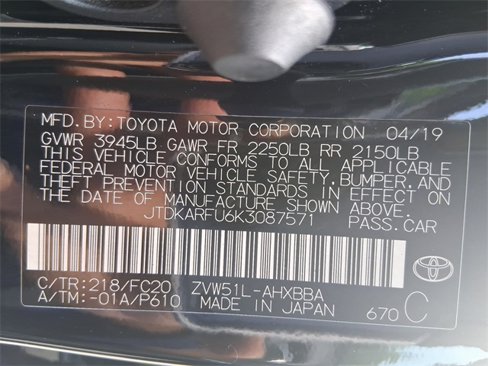 MFD.BY:TOYOTA MOTOR CORPORATION 04/19
GVWR 3945LB GAWR FR 2250LB RR 2150LB
THIS VEHICLE CONFORMS TO ALL APPLICABLE
FEDERAL MOTOR VEHICLE SAFETY,BUMPER,AND
THEFT PREVENTION STANDARDS IN EFFECT ON
THE DATE OF MANUFACTURE SHOWN ABOVE.
JTDKARFU6K3087571 PASS.CAR
C/TR:218/FC20 ZVW51L-AHXBBA
A/TM:-01A/P610 MADE IN JAPAN 670 C